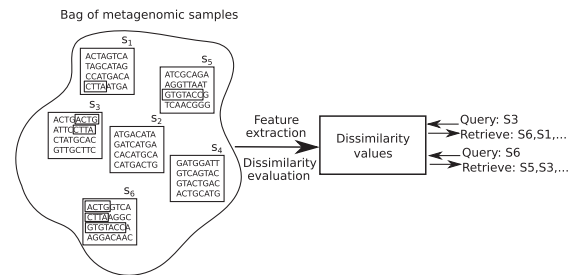 Bag of metagenomic samples
S1
ACTAGTCA
TAGCATAG
CCATGACA
CTTAATGA
S5
ATCGCAGA
AGGTTAAT
GTGTACCG
TCAACGGG
S3
ACTGACTG
ATTCCTTA
CTATGCAC
GTTGCTTC
S2
ATGACATA
GATCATGA
CACATGCA
CATGACTG
S4
GATGGATT
GTCAGTAC
GTACTGAC
ACTGCATG
S6
ACTGGTCA
CTTAAGGC
GTGTACCA
AGGACAAC
Feature
extraction
Dissimilarity
evaluation
Dissimilarity
values
Query: S3
Retrieve: S6,S1,...
Query: S6
Retrieve: S5,S3,...